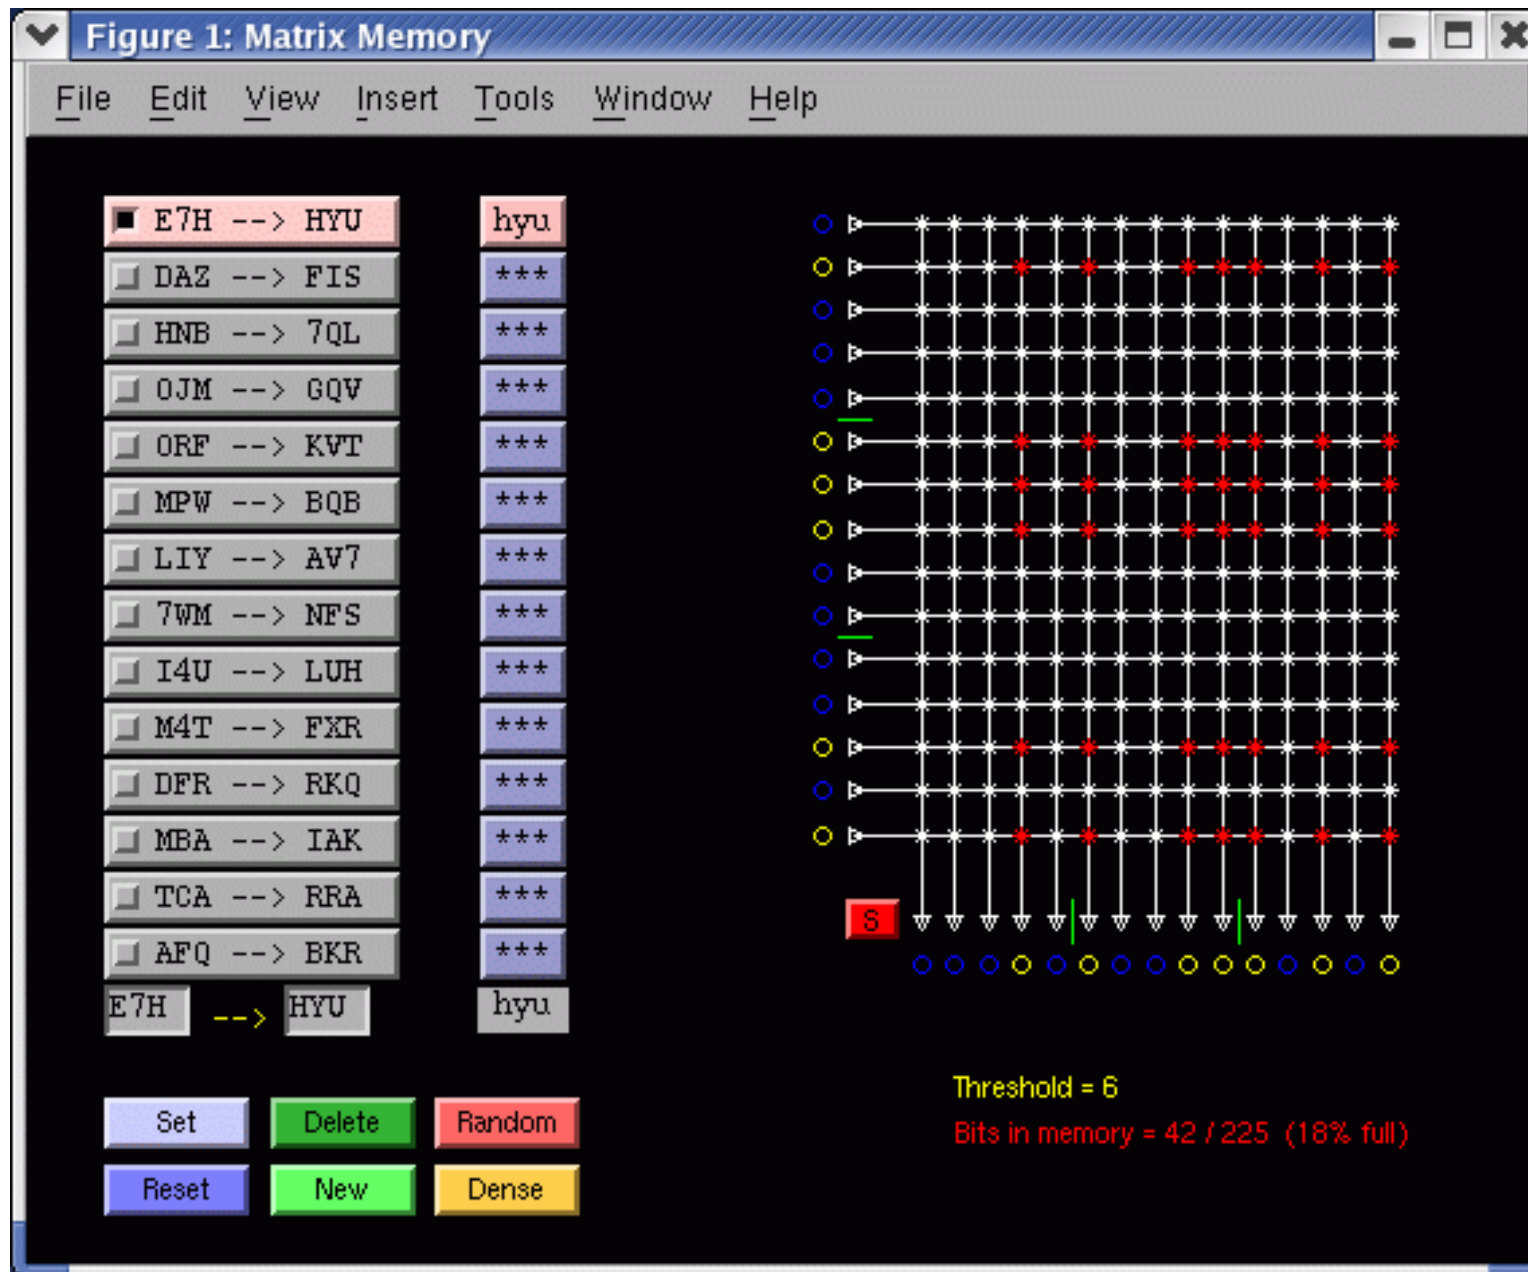 Figure 1: Matrix Memory
File Edit View Insert Tools Window Help
E7H --> HYU hyu
DAZ --> FIS ***
HNB --> 7QL ***
OJM --> GQV ***
ORF --> KVT ***
MPW --> BQB ***
LIY --> AV7 ***
7WM --> NFS ***
I4U --> LUH ***
M4T --> FXR ***
DFR --> RKQ ***
MBA --> IAK ***
TCA --> RRA ***
AFQ --> BKR ***
E7H --> HYU hyu
S
Threshold = 6
Bits in memory = 42 / 225 (18% full)
Set Delete Random
Reset New Dense